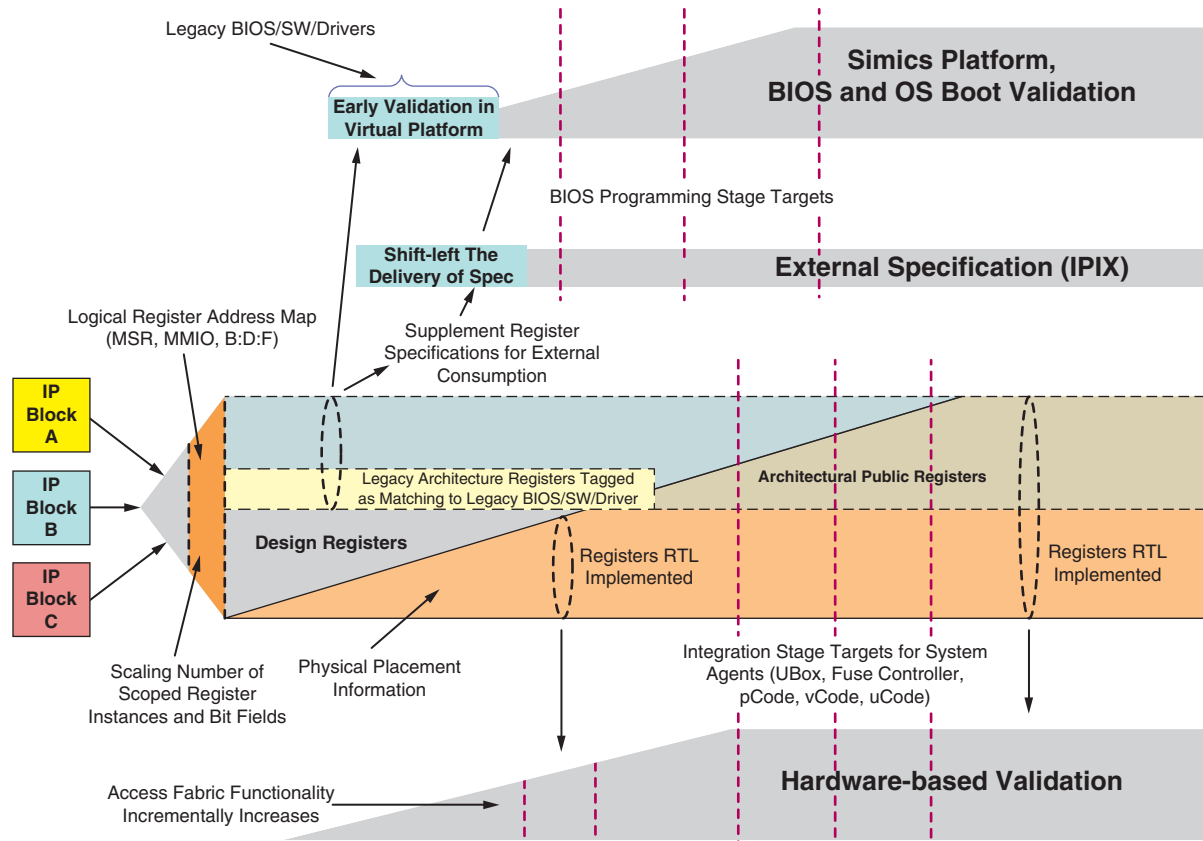 Legacy BIOS/SW/Drivers
Early Validation in
Virtual Platform
Simics Platform,
BIOS and OS Boot Validation
BIOS Programming Stage Targets
Shift-left The
Delivery of Spec
External Specification (IPIX)
Logical Register Address Map
(MSR, MMIO, B:D:F)
Supplement Register
Specifications for External
Consumption
IP
Block
A
IP
Block
B
IP
Block
C
Legacy Architecture Registers Tagged
as Matching to Legacy BIOS/SW/Driver
Architectural Public Registers
Design Registers
Registers RTL
Implemented
Registers RTL
Implemented
Scaling Number of
Scoped Register
Instances and Bit Fields
Physical Placement
Information
Integration Stage Targets for System
Agents (UBox, Fuse Controller,
pCode, vCode, uCode)
Access Fabric Functionality
Incrementally Increases
Hardware-based Validation